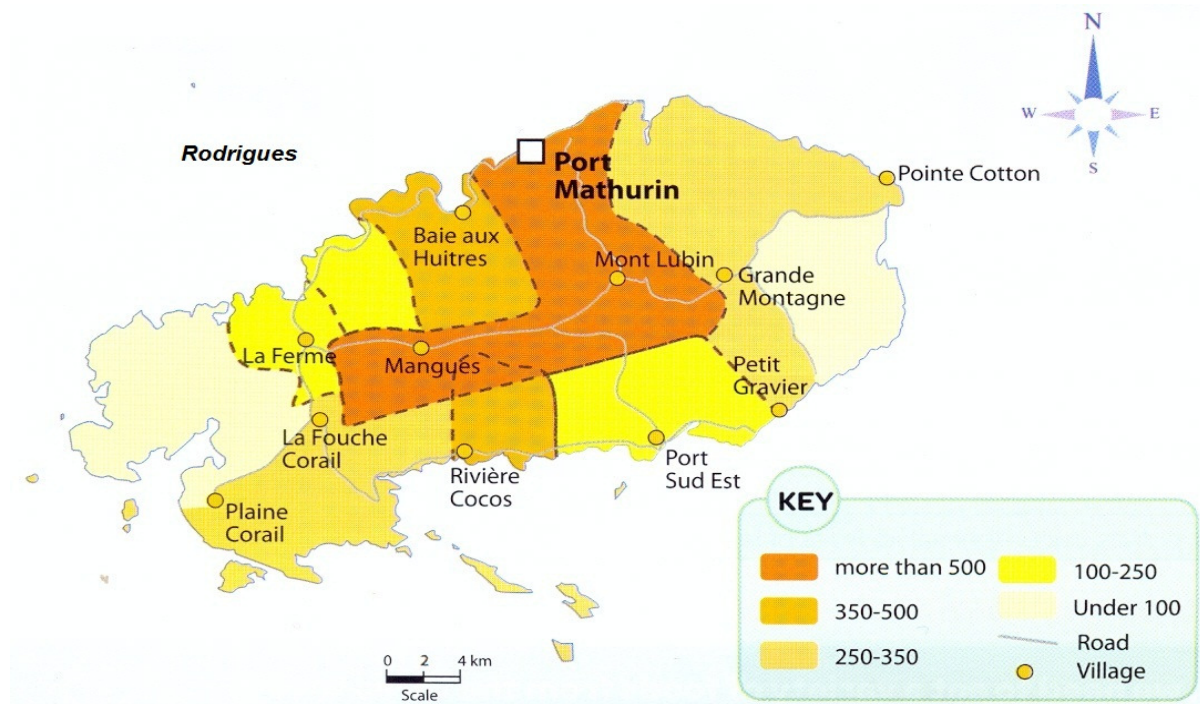 N
W
E
S
Rodrigues
Port
Mathurin
Pointe Cotton
Baie aux
Huitres
Mont Lubin
Grande
Montagne
La Ferme
Mangues
Petit
Gravier
La Fouche
Corail
Rivière
Cocos
Port
Sud Est
Plaine
Corail
KEY
more than 500
350-500
250-350
100-250
Under 100
Road
Village
0 2 4 km
Scale